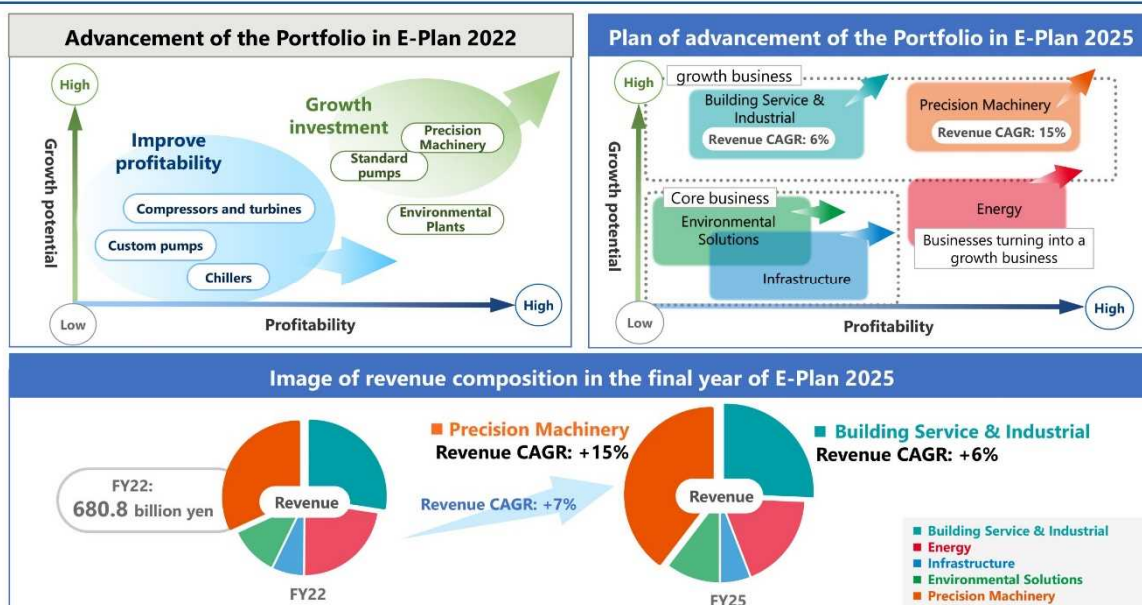 Advancement of the Portfolio in E-Plan 2022
High
Growth potential
Low
Improve
profitability
Compressors and turbines
Custom pumps
Chillers
Growth
investment
Precision
Machinery
Standard
pumps
Environmental
Plants
Profitability
High
Plan of advancement of the Portfolio in E-Plan 2025
High
Growth potential
Low
growth business
Building Service &
Industrial
Revenue CAGR: 6%
Precision Machinery
Revenue CAGR: 15%
Core business
Environmental
Solutions
Infrastructure
Energy
Businesses turning into a
growth business
Profitability
High
Image of revenue composition in the final year of E-Plan 2025
FY22:
680.8 billion yen
Revenue
FY22
Precision Machinery
Revenue CAGR: +15%
Revenue CAGR: +7%
Revenue
FY25
Building Service & Industrial
Revenue CAGR: +6%
Building Service & Industrial
Energy
Infrastructure
Environmental Solutions
Precision Machinery